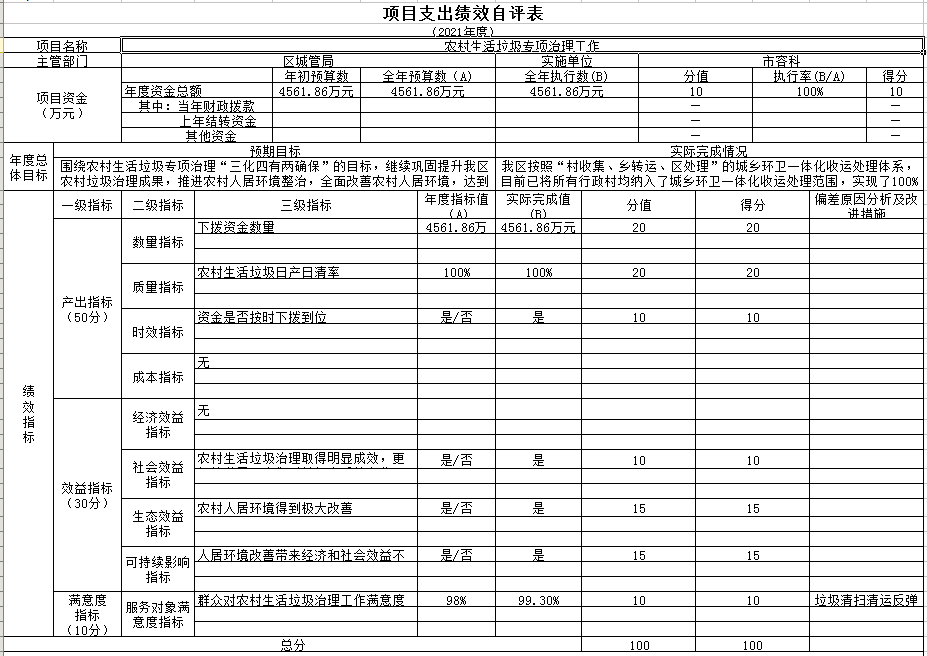 项目支出绩效自评表
（2021年度）
项目名称 农村生活垃圾专项治理工作
主管部门 区城管局 实施单位 市容科
项目资金（万元） 年初预算数 全年预算数（A） 全年执行数(B) 分值 执行率(B/A) 得分
年度资金总额 4561.86万元 4561.86万元 4561.86万元 10 100% 10
其中：当年财政拨款 — —
上年结转资金 — —
其他资金 — —
年度总体目标 预期目标 实际完成情况
围绕农村生活垃圾专项治理“三化四有两确保”的目标，继续巩固提升我区
农村垃圾治理成果，推进农村人居环境整治，全面改善农村人居环境，达到
我区按照“村收集、乡转运、区处理”的城乡环卫一体化收运处理体系，
目前已将所有行政村均纳入了城乡环卫一体化收运处理范围，实现了100%
绩效指标 一级指标 二级指标 三级指标 年度指标值（A） 实际完成值（B） 分值 得分 偏差原因分析及改进措施
产出指标（50分） 数量指标 下拨资金数量 4561.86万 4561.86万元 20 20
质量指标 农村生活垃圾日产日清率 100% 100% 20 20
时效指标 资金是否按时下拨到位 是/否 是 10 10
成本指标 无
效益指标（30分） 经济效益指标 无
社会效益指标 农村生活垃圾治理取得明显成效，更 是/否 是 10 10
生态效益指标 农村人居环境得到极大改善 是/否 是 15 15
可持续影响指标 人居环境改善带来经济和社会效益不 是/否 是 15 15
满意度指标（10分） 服务对象满意度指标 群众对农村生活垃圾治理工作满意度 98% 99.30% 10 10 垃圾清扫清运反弹
总分 100 100